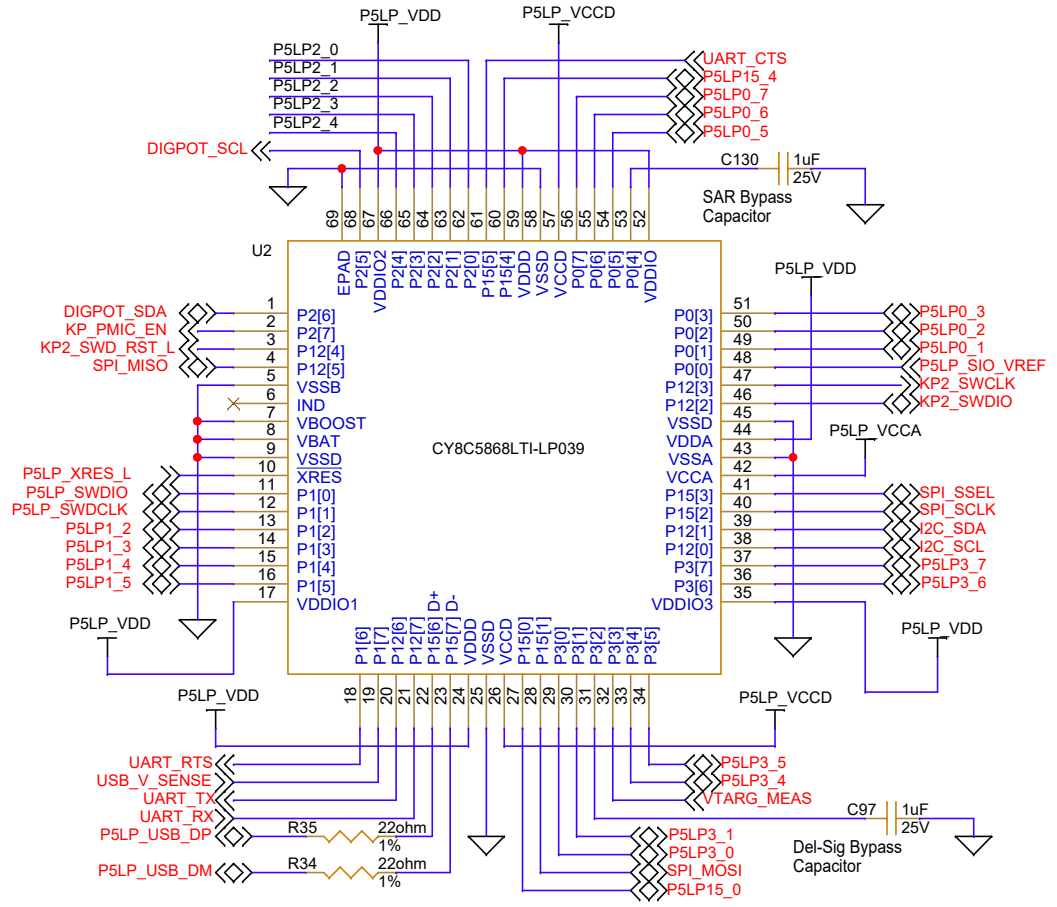 P5LP_VDD
P5LP_VCCD
P5LP2_0
P5LP2_1
P5LP2_2
P5LP2_3
P5LP2_4
UART_CTS
P5LP15_4
P5LP0_7
P5LP0_6
P5LP0_5
DIGPOT_SCL
C130
1uF
25V
SAR Bypass
Capacitor
69 68 67 66 65 64 63 62 61 60 59 58 57 56 55 54 53 52
U2
EPAD P2[5] VDDIO2 P2[4] P2[3] P2[2] P2[1] P2[0] P15[5] P15[4] VDDD VSSD VCCD P0[7] P0[6] P0[5] P0[4] VDDIO
P5LP_VDD
DIGPOT_SDA 1 P2[6]
KP_PMIC_EN 2 P2[7]
KP2_SWD_RST_L 3 P12[4]
SPI_MISO 4 P12[5]
5 VSSB
6 IND
7 VBOOST
8 VBAT
9 VSSD
P5LP_XRES_L 10 XRES
P5LP_SWDIO 11 P1[0]
P5LP_SWDCLK 12 P1[1]
P5LP1_2 13 P1[2]
P5LP1_3 14 P1[3]
P5LP1_4 15 P1[4]
P5LP1_5 16 P1[5]
17 VDDIO1
CY8C5868LTI-LP039
P0[3] 51 P5LP0_3
P0[2] 50 P5LP0_2
P0[1] 49 P5LP0_1
P0[0] 48 P5LP_SIO_VREF
P12[3] 47 KP2_SWCLK
P12[2] 46 KP2_SWDIO
VSSD 45
VDDA 44
P5LP_VCCA
VSSA 43
VCCA 42
P15[3] 41 SPI_SSEL
P15[2] 40 SPI_SCLK
P12[1] 39 I2C_SDA
P12[0] 38 I2C_SCL
P3[7] 37 P5LP3_7
P3[6] 36 P5LP3_6
VDDIO3 35
P5LP_VDD
P5LP_VDD
P1[6] P1[7] P12[6] P12[7] P15[6] D+ P15[7] D- VDDD VSSD VCCD P15[0] P15[1] P3[0] P3[1] P3[2] P3[3] P3[4] P3[5]
18 19 20 21 22 23 24 25 26 27 28 29 30 31 32 33 34
P5LP_VDD
P5LP_VCCD
UART_RTS
USB_V_SENSE
UART_TX
UART_RX
P5LP_USB_DP
R35
22ohm
1%
P5LP_USB_DM
R34
22ohm
1%
P5LP3_5
P5LP3_4
VTARG_MEAS
C97
1uF
25V
Del-Sig Bypass
Capacitor
P5LP3_1
P5LP3_0
SPI_MOSI
P5LP15_0